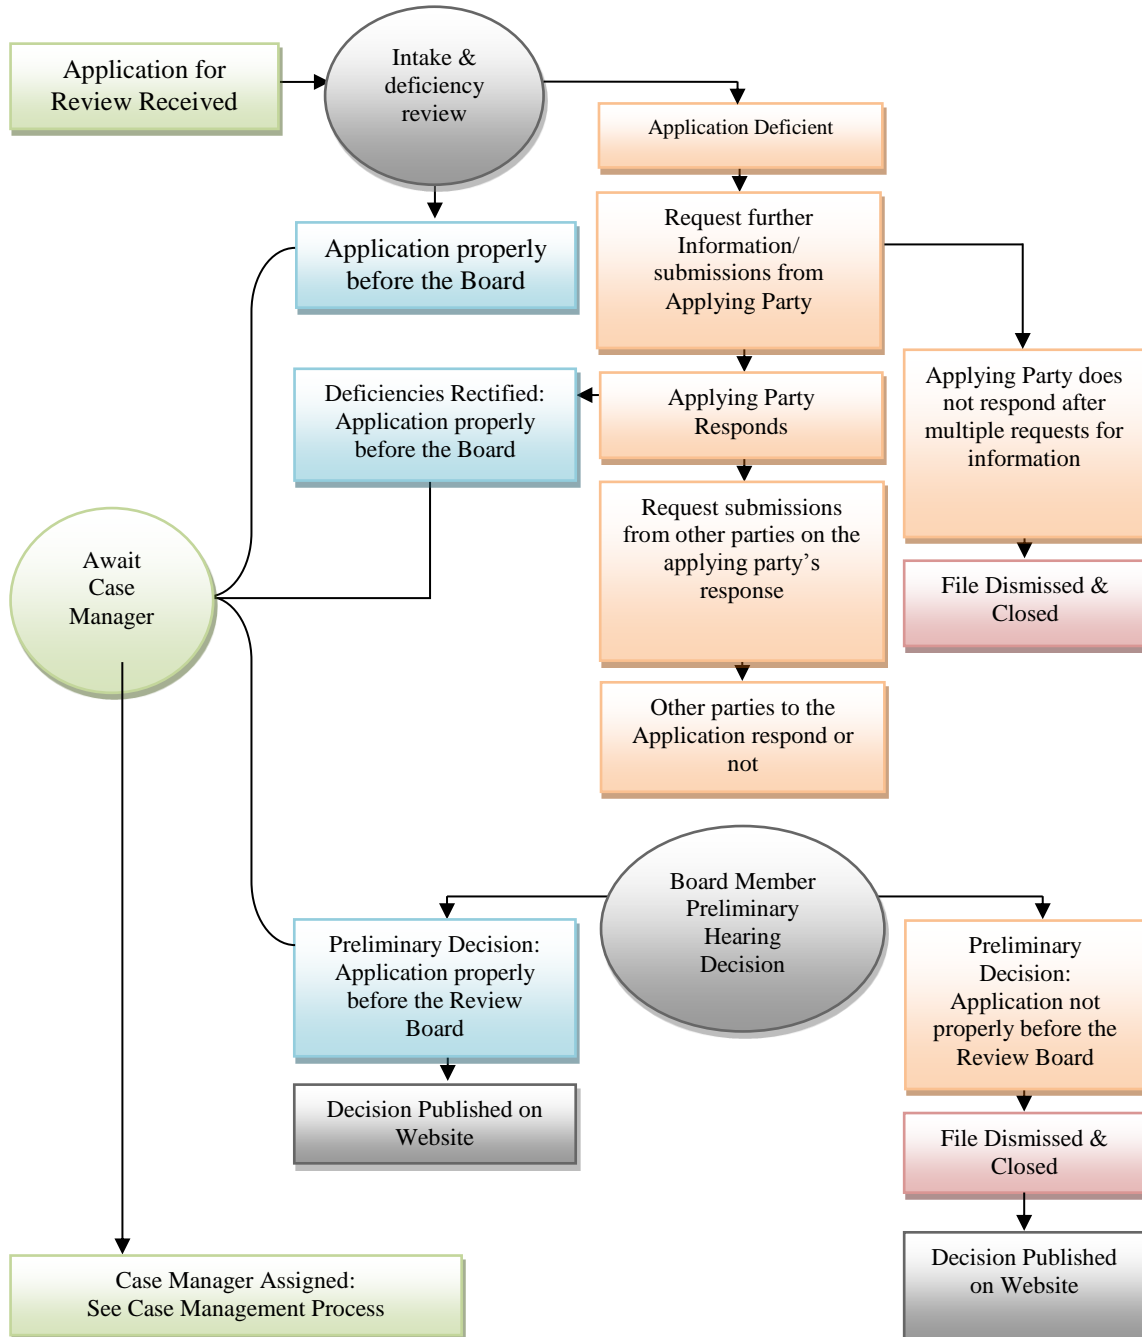 Application for
Review Received
Intake &
deficiency
review
Application Deficient
Application properly
before the Board
Request further
Information/
submissions from
Applying Party
Deficiencies Rectified:
Application properly
before the Board
Applying Party
Responds
Applying Party does
not respond after
multiple requests for
information
Request submissions
from other parties on the
applying party’s
response
Await
Case
Manager
File Dismissed &
Closed
Other parties to the
Application respond or
not
Board Member
Preliminary
Hearing
Decision
Preliminary Decision:
Application properly
before the Review
Board
Preliminary
Decision:
Application not
properly before the
Review Board
Decision Published on
Website
File Dismissed &
Closed
Decision Published
on Website
Case Manager Assigned:
See Case Management Process